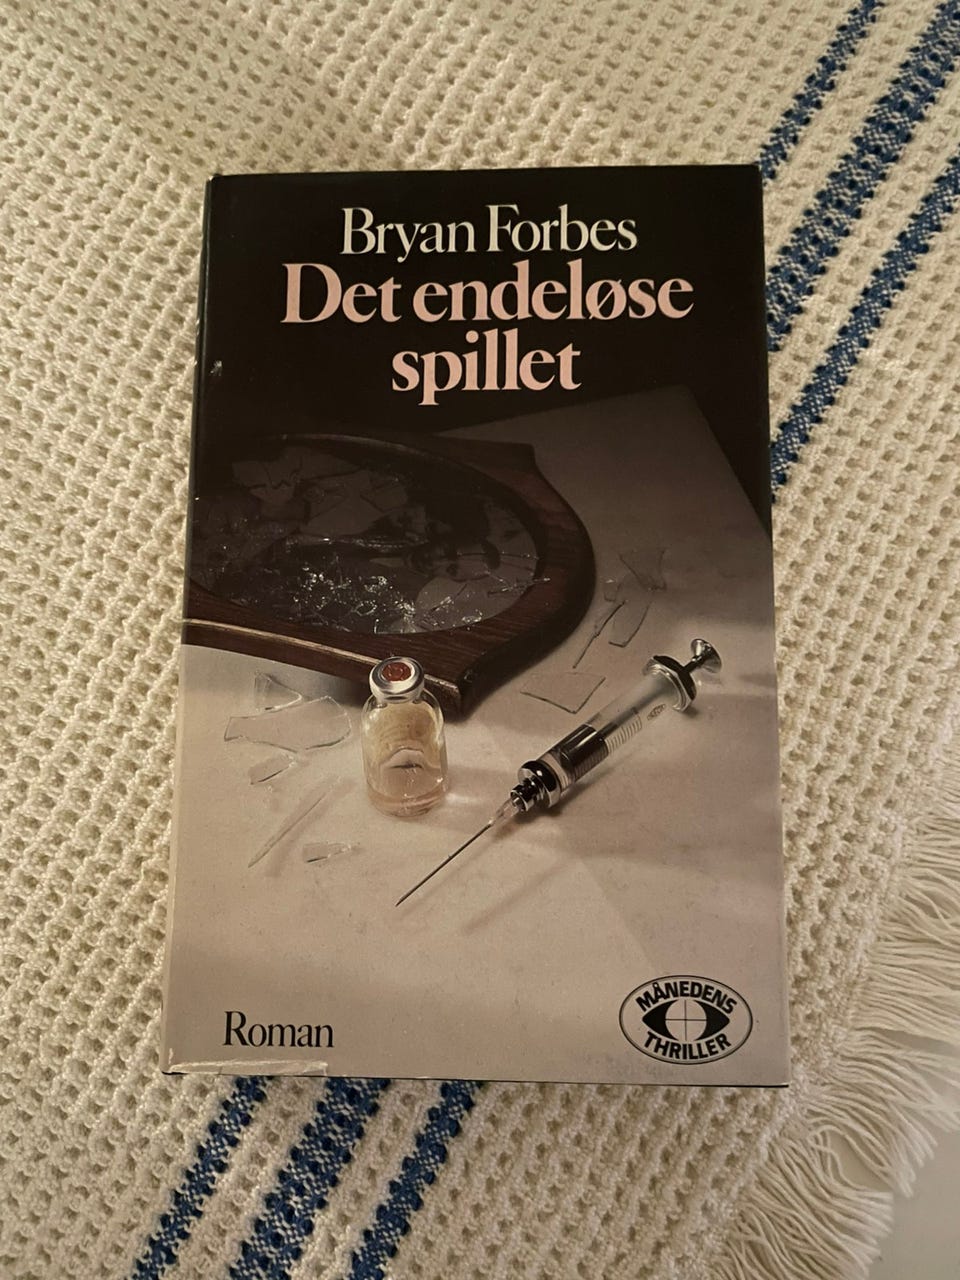 Bryan Forbes
Det endeløse
spillet
Roman
MÅNEDENS
THRILLER